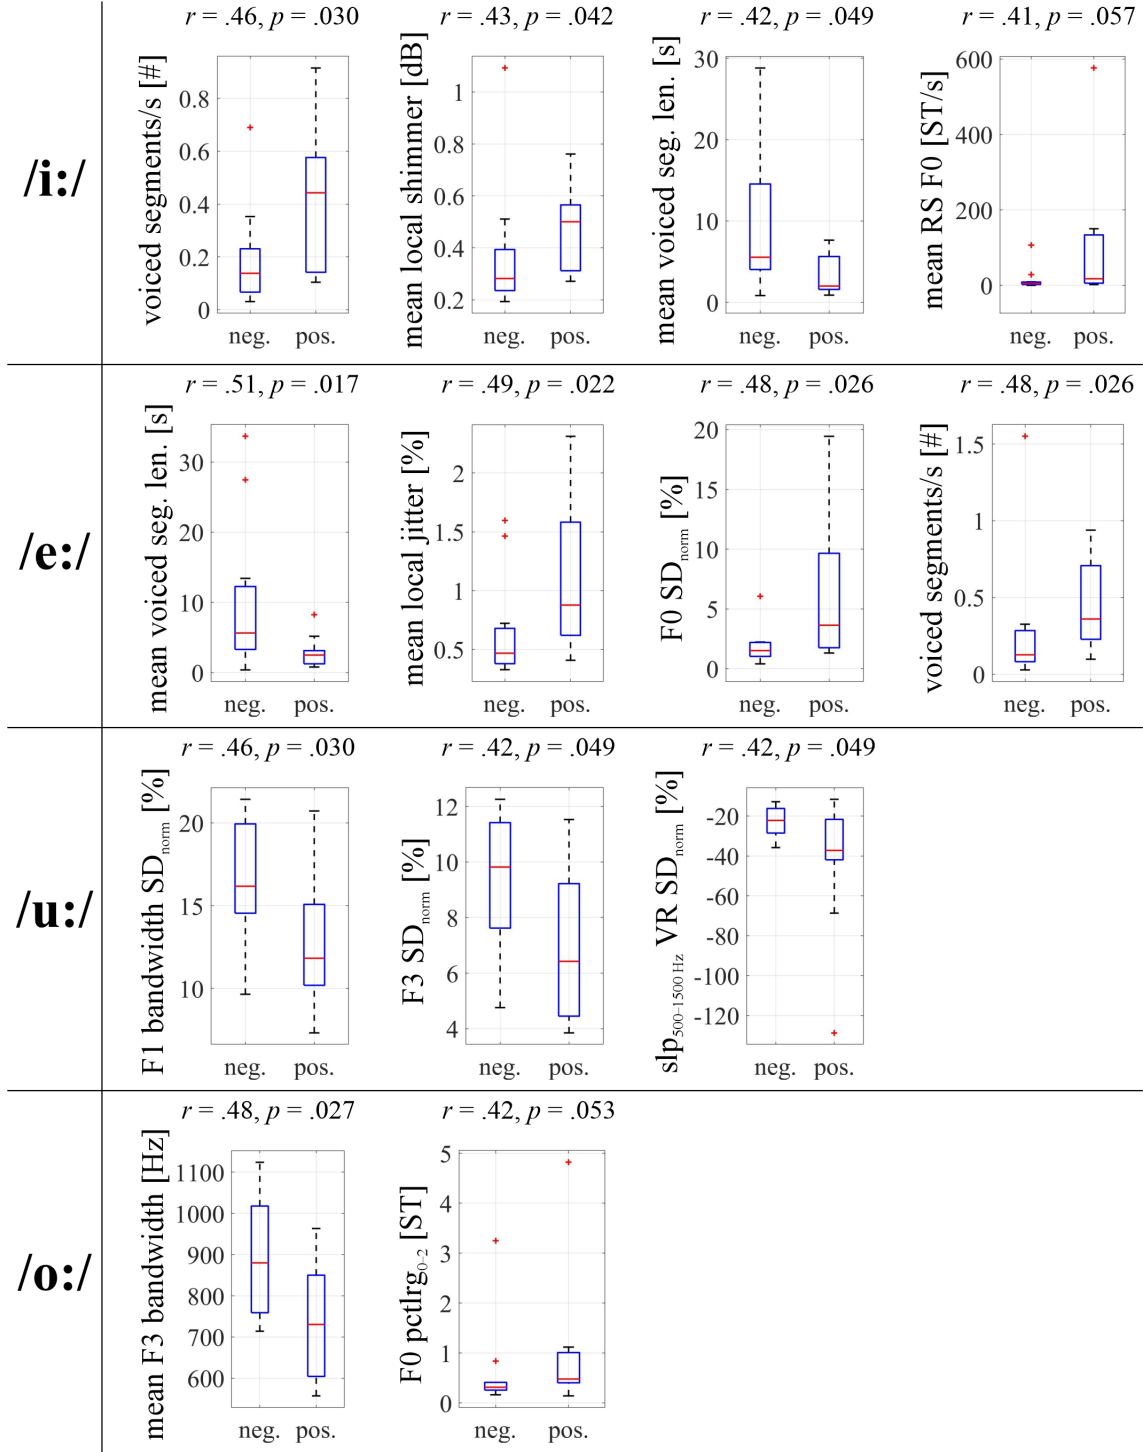 /i:/
r = .46, p = .030
voiced segments/s [#]
0.8
0.6
0.4
0.2
0
neg. pos.
r = .43, p = .042
mean local shimmer [dB]
1
0.8
0.6
0.4
0.2
neg. pos.
r = .42, p = .049
mean voiced seg. len. [s]
30
20
10
0
neg. pos.
r = .41, p = .057
mean RS F0 [ST/s]
600
400
200
0
neg. pos.
/e:/
r = .51, p = .017
mean voiced seg. len. [s]
30
20
10
0
neg. pos.
r = .49, p = .022
mean local jitter [%]
2
1.5
1
0.5
neg. pos.
r = .48, p = .026
F0 SDnorm [%]
20
15
10
5
0
neg. pos.
r = .48, p = .026
voiced segments/s [#]
1.5
1
0.5
0
neg. pos.
/u:/
r = .46, p = .030
F1 bandwidth SDnorm [%]
20
15
10
neg. pos.
r = .42, p = .049
F3 SDnorm [%]
12
10
8
6
4
neg. pos.
r = .42, p = .049
slp500–1500 Hz VR SDnorm [%]
-20
-40
-60
-80
-100
-120
neg. pos.
/o:/
r = .48, p = .027
mean F3 bandwidth [Hz]
1100
1000
900
800
700
600
neg. pos.
r = .42, p = .053
F0 pctlrg0–2 [ST]
5
4
3
2
1
0
neg. pos.